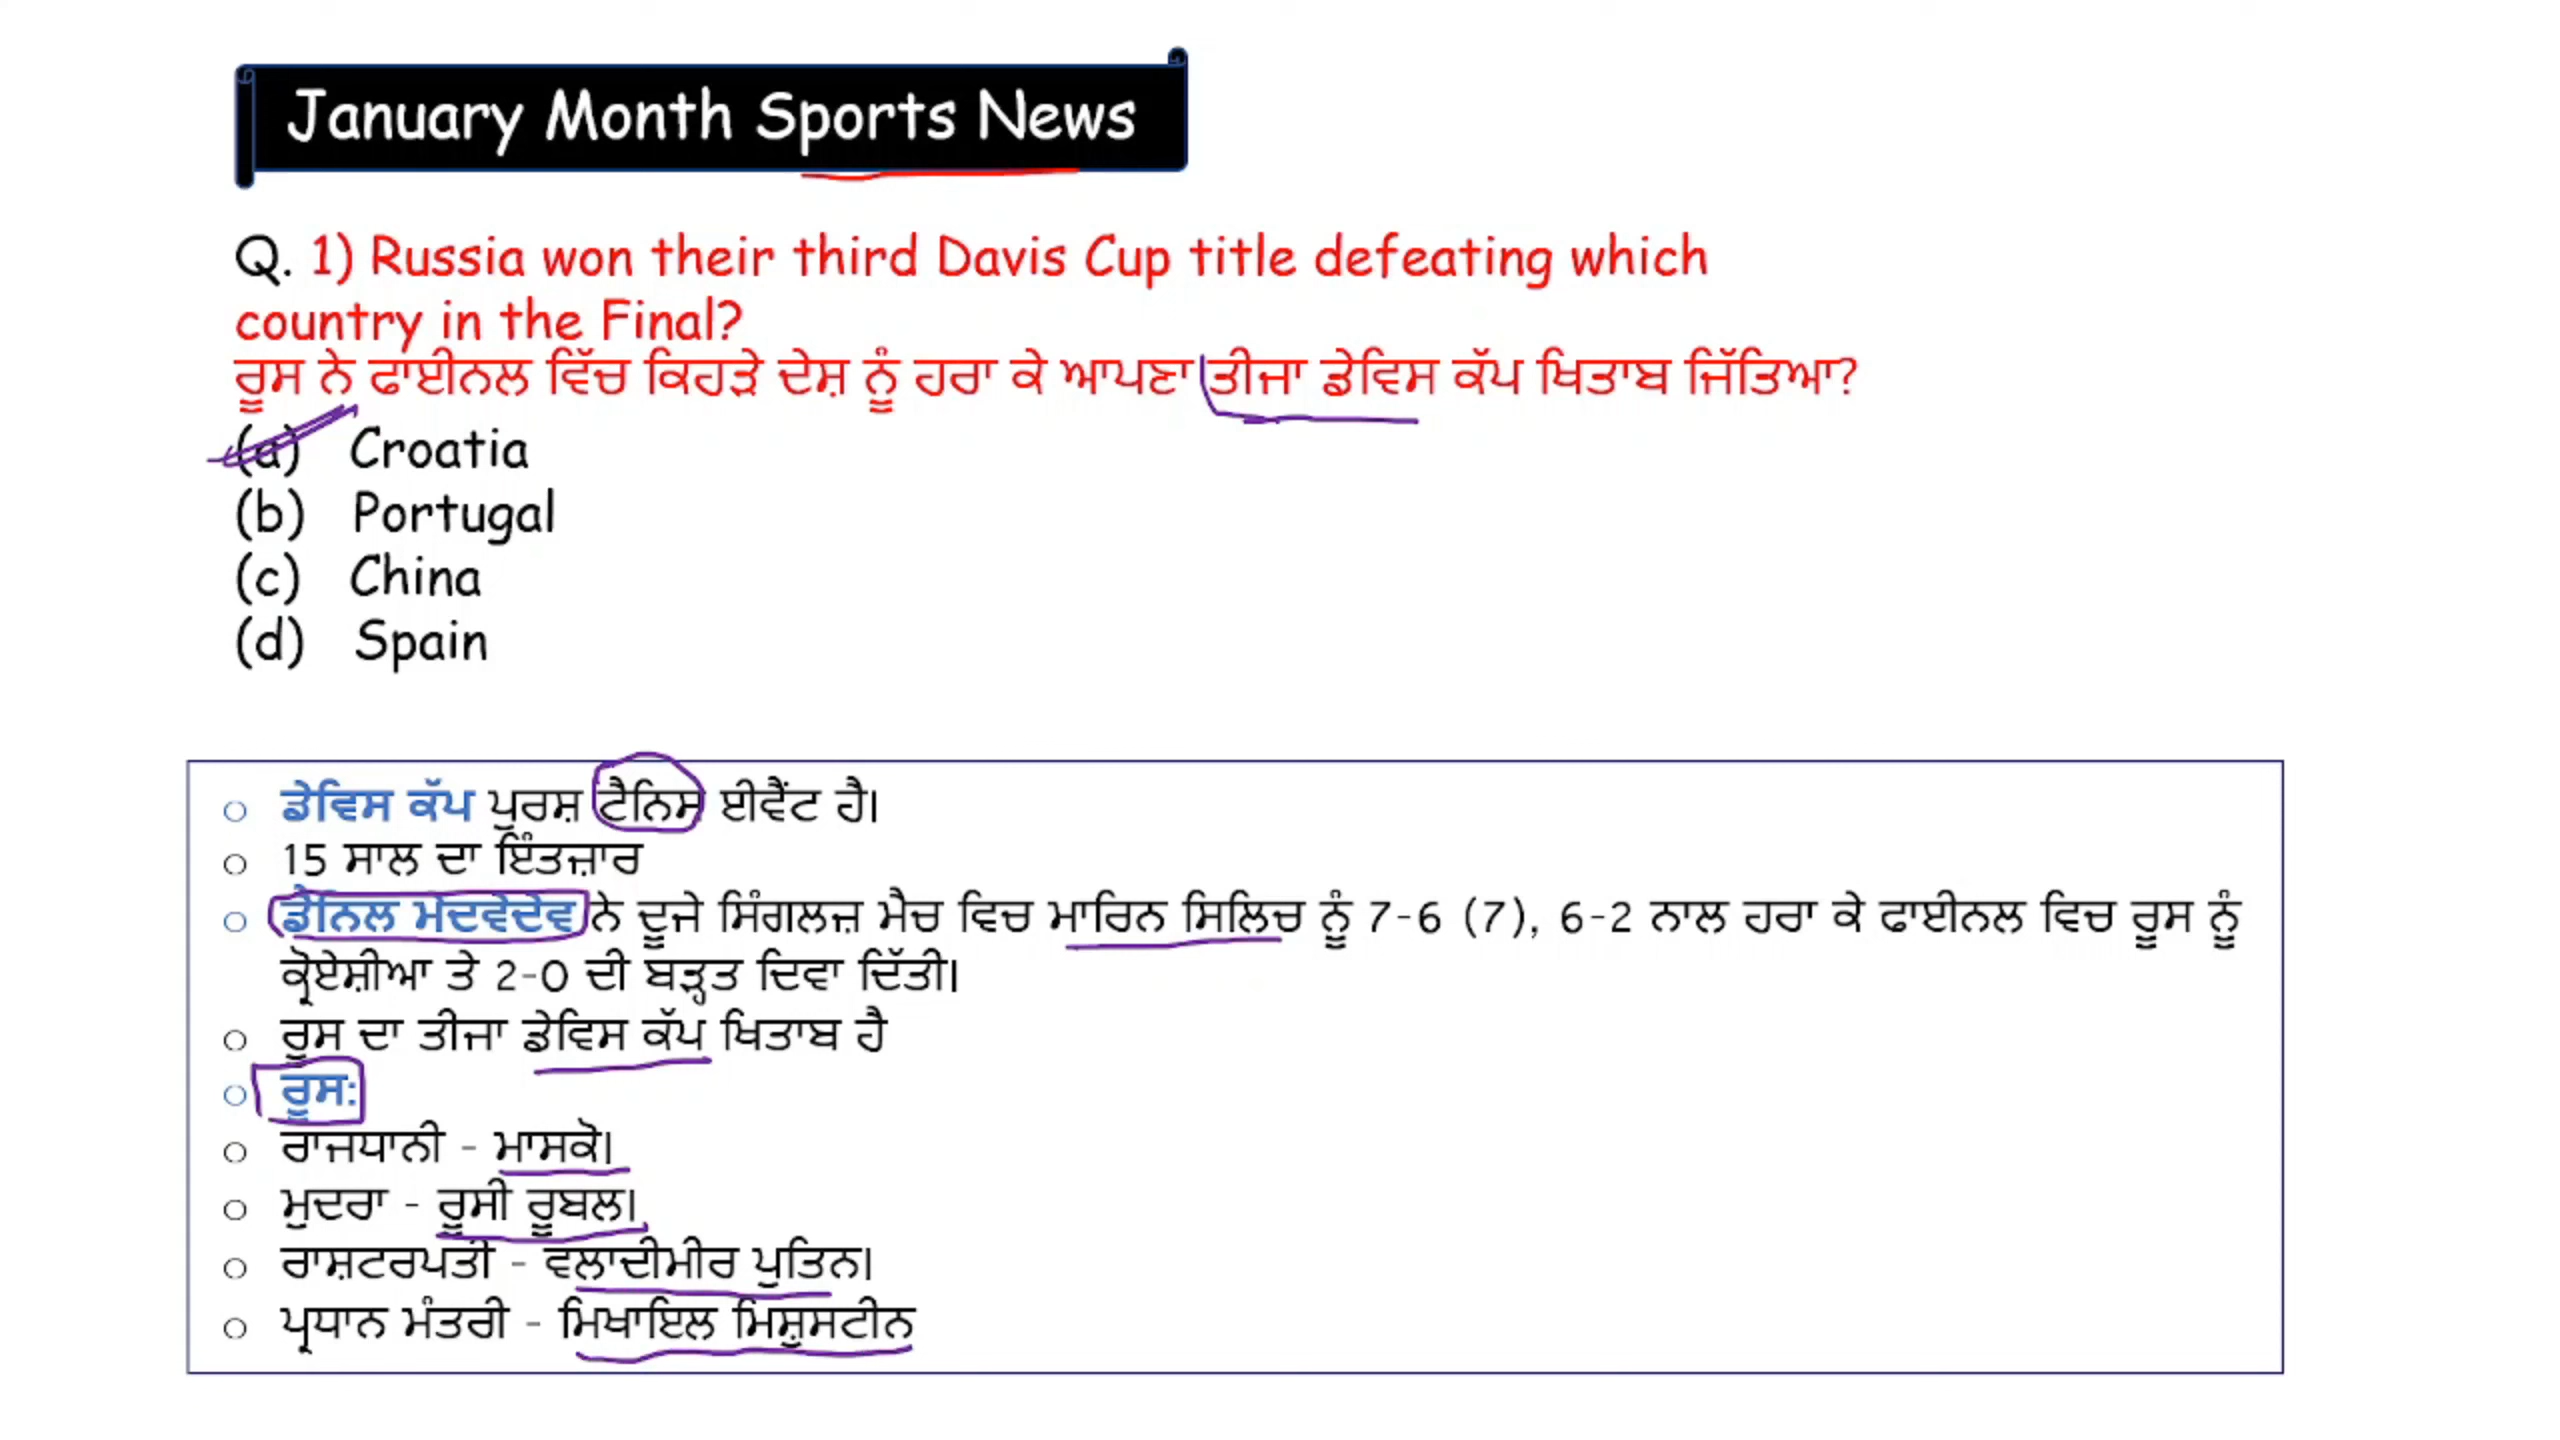 January Month Sports News
Q. 1) Russia won their third Davis Cup title defeating which
country in the Final?
ਰੂਸ ਨੇ ਫਾਈਨਲ ਵਿੱਚ ਕਿਹੜੇ ਦੇਸ਼ ਨੂੰ ਹਰਾ ਕੇ ਆਪਣਾ ਤੀਜਾ ਡੇਵਿਸ ਕੱਪ ਖਿਤਾਬ ਜਿੱਤਿਆ?
(a) Croatia
(b) Portugal
(c) China
(d) Spain
ਡੇਵਿਸ ਕੱਪ ਪੁਰਸ਼ ਟੈਨਿਸ ਈਵੈਂਟ ਹੈ।
15 ਸਾਲ ਦਾ ਇੰਤਜ਼ਾਰ
ਡੇਨਿਲ ਮੇਦਵੇਦੇਵ ਨੇ ਦੂਜੇ ਸਿੰਗਲਜ਼ ਮੈਚ ਵਿਚ ਮਾਰਿਨ ਸਿਲਿਚ ਨੂੰ 7-6 (7), 6-2 ਨਾਲ ਹਰਾ ਕੇ ਫਾਈਨਲ ਵਿਚ ਰੂਸ ਨੂੰ
ਕ੍ਰੋਏਸ਼ੀਆ ਤੇ 2-0 ਦੀ ਬੜ੍ਹਤ ਦਿਵਾ ਦਿੱਤੀ।
ਰੂਸ ਦਾ ਤੀਜਾ ਡੇਵਿਸ ਕੱਪ ਖਿਤਾਬ ਹੈ
ਰੂਸ:
ਰਾਜਧਾਨੀ - ਮਾਸਕੋ।
ਮੁਦਰਾ - ਰੂਸੀ ਰੂਬਲ।
ਰਾਸ਼ਟਰਪਤੀ - ਵਲਾਦੀਮੀਰ ਪੁਤਿਨ।
ਪ੍ਰਧਾਨ ਮੰਤਰੀ - ਮਿਖਾਇਲ ਮਿਸ਼ੁਸਟੀਨ